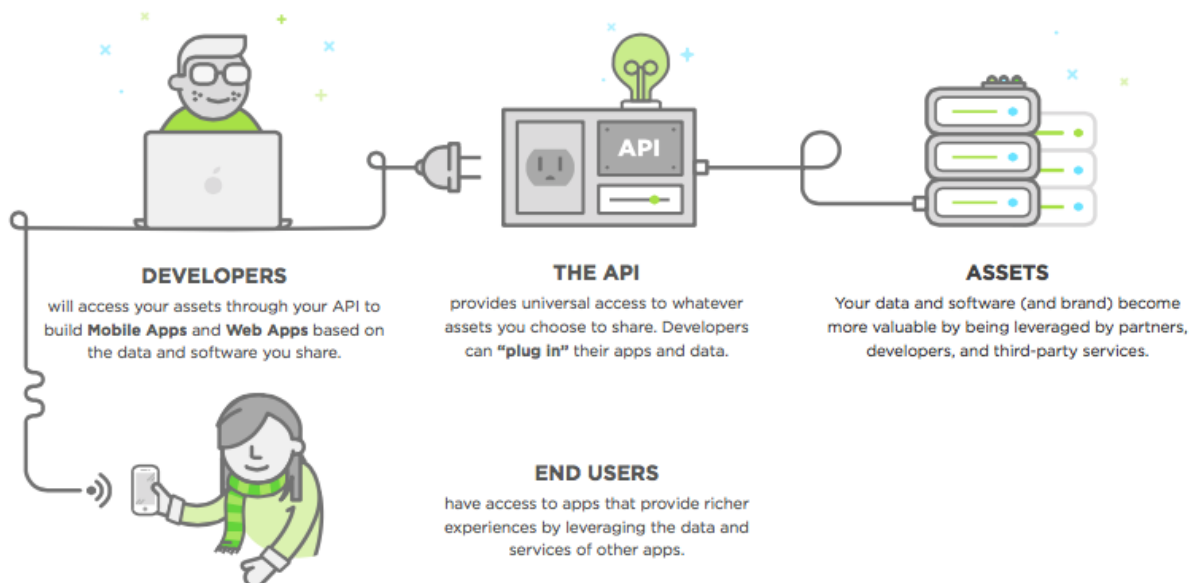 API
DEVELOPERS
will access your assets through your API to
build Mobile Apps and Web Apps based on
the data and software you share.
THE API
provides universal access to whatever
assets you choose to share. Developers
can “plug in” their apps and data.
ASSETS
Your data and software (and brand) become
more valuable by being leveraged by partners,
developers, and third-party services.
END USERS
have access to apps that provide richer
experiences by leveraging the data and
services of other apps.